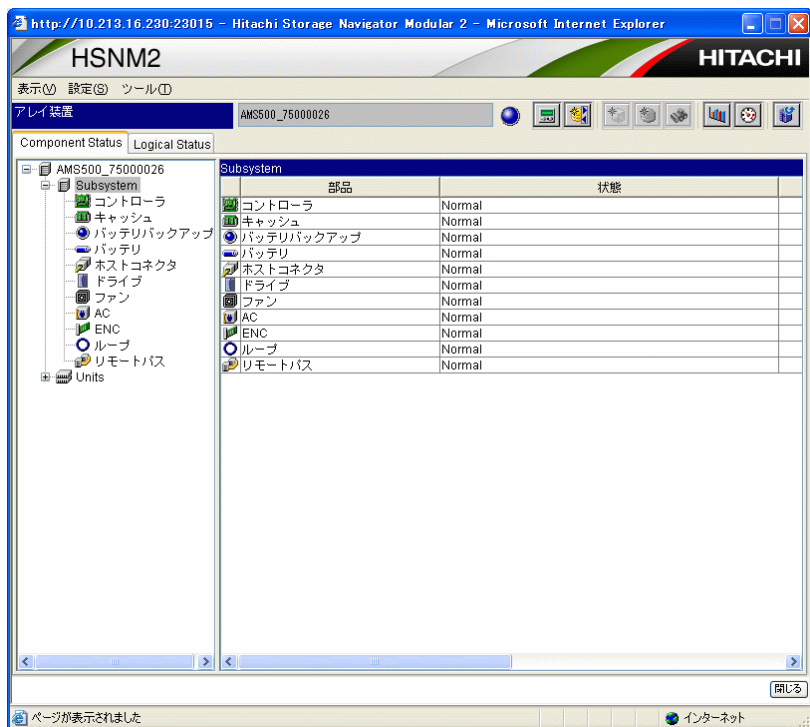 http://10.213.16.230:23015 - Hitachi Storage Navigator Modular 2 - Microsoft Internet Explorer
HSNM2
HITACHI
表示(V) 設定(S) ツール(T)
アレイ装置
AMS500_75000026
Component Status
Logical Status
AMS500_75000026
Subsystem
コントローラ
キャッシュ
バッテリバックアップ
バッテリ
ホストコネクタ
ドライブ
ファン
AC
ENC
ループ
リモートパス
Units
Subsystem
部品 状態
コントローラ Normal
キャッシュ Normal
バッテリバックアップ Normal
バッテリ Normal
ホストコネクタ Normal
ドライブ Normal
ファン Normal
AC Normal
ENC Normal
ループ Normal
リモートパス Normal
閉じる
ページが表示されました
インターネット